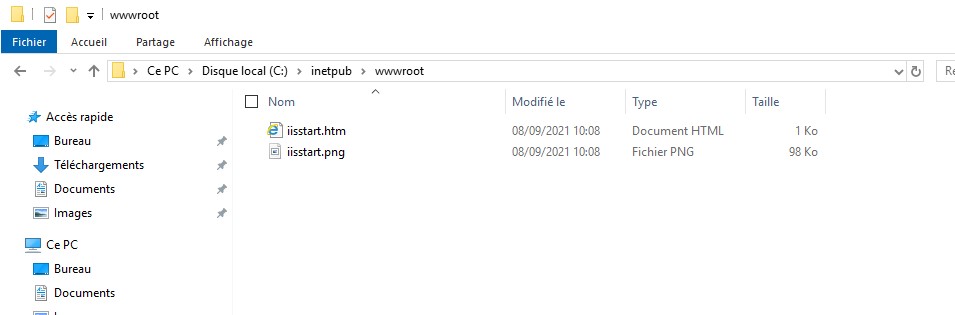 wwwroot
Fichier Accueil Partage Affichage
Ce PC Disque local (C:) inetpub wwwroot Re
Nom Modifié le Type Taille
Accès rapide
iisstart.htm 08/09/2021 10:08 Document HTML 1 Ko
Bureau
iisstart.png 08/09/2021 10:08 Fichier PNG 98 Ko
Téléchargements
Documents
Images
Ce PC
Bureau
Documents